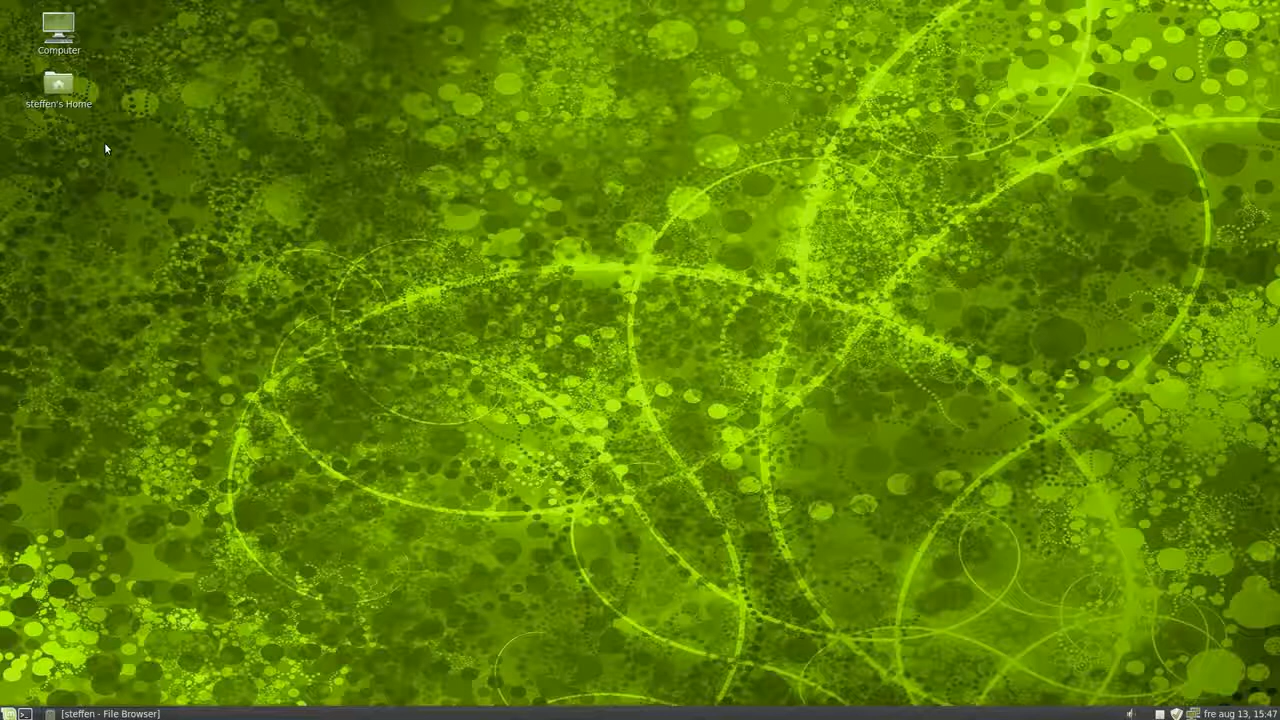 Computer
steffen's Home
[steffen - File Browser]
fre aug 13, 15:47